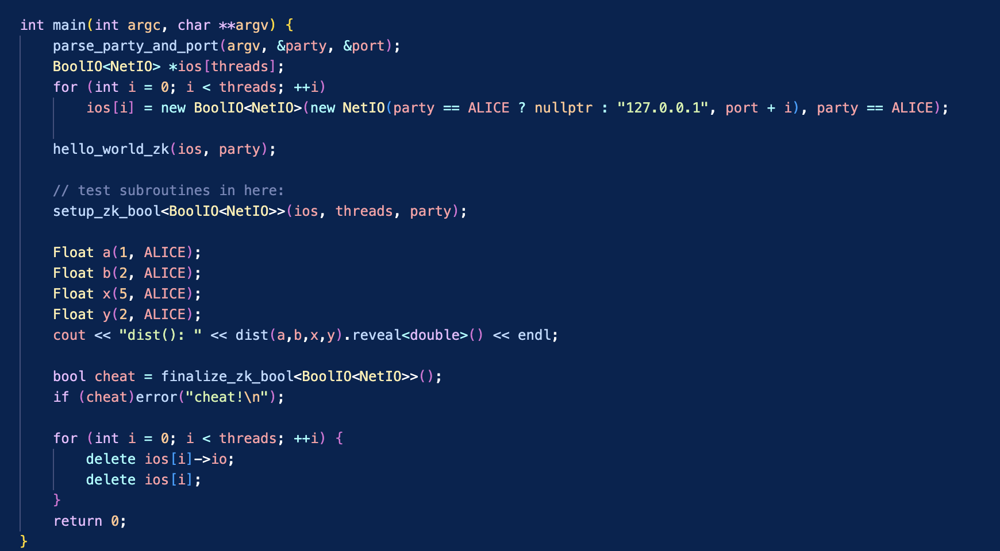 int main(int argc, char **argv) {
    parse_party_and_port(argv, &party, &port);
    BoolIO<NetIO> *ios[threads];
    for (int i = 0; i < threads; ++i)
        ios[i] = new BoolIO<NetIO>(new NetIO(party == ALICE ? nullptr : "127.0.0.1", port + i), party == ALICE);
    hello_world_zk(ios, party);
    // test subroutines in here:
    setup_zk_bool<BoolIO<NetIO>>(ios, threads, party);
    Float a(1, ALICE);
    Float b(2, ALICE);
    Float x(5, ALICE);
    Float y(2, ALICE);
    cout << "dist(): " << dist(a,b,x,y).reveal<double>() << endl;
    bool cheat = finalize_zk_bool<BoolIO<NetIO>>();
    if (cheat)error("cheat!\n");
    for (int i = 0; i < threads; ++i) {
        delete ios[i]->io;
        delete ios[i];
    }
    return 0;
}